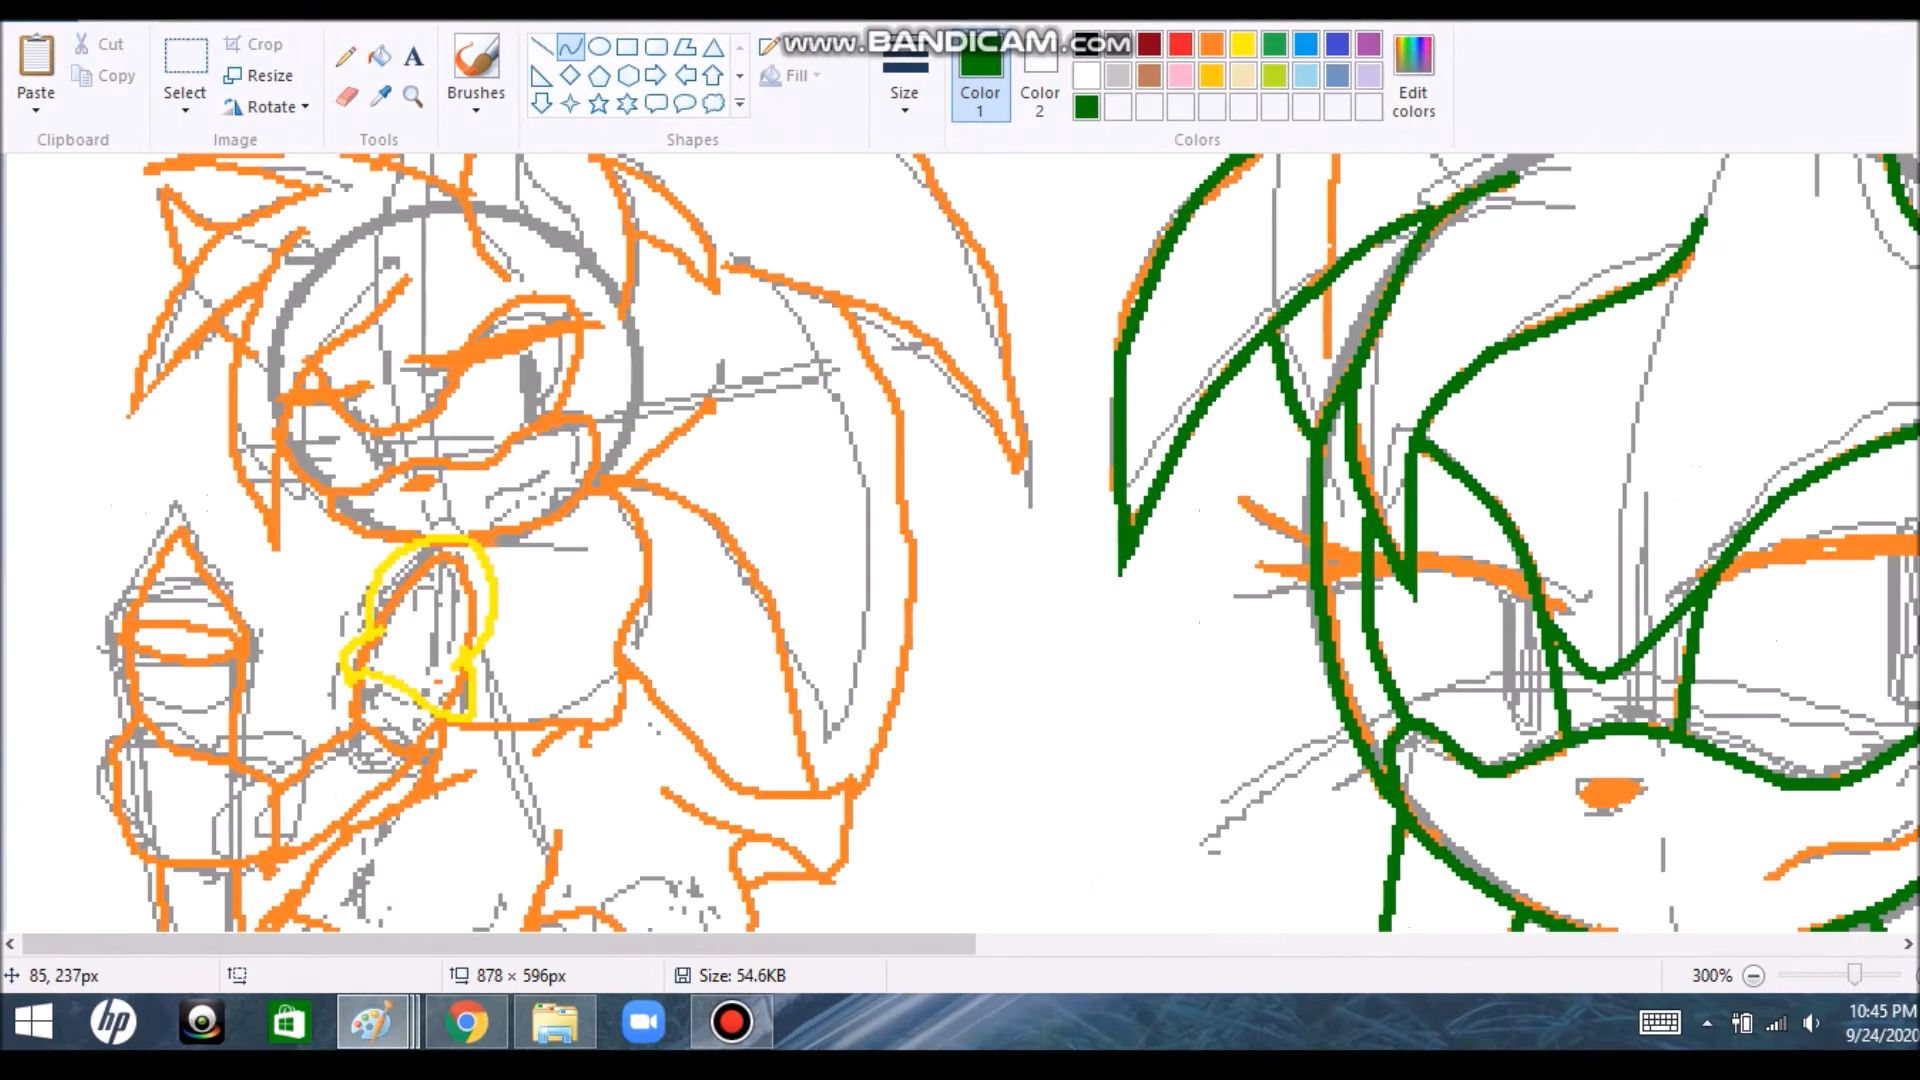 www.BANDICAM.com
Cut
Copy
Paste
Clipboard
Crop
Resize
Rotate
Select
Image
A
Tools
Brushes
Shapes
Fill
Size
Color
1
Color
2
Edit
colors
Colors
85, 237px
878 × 596px
Size: 54.6KB
300%
hp
10:45 PM
9/24/2020